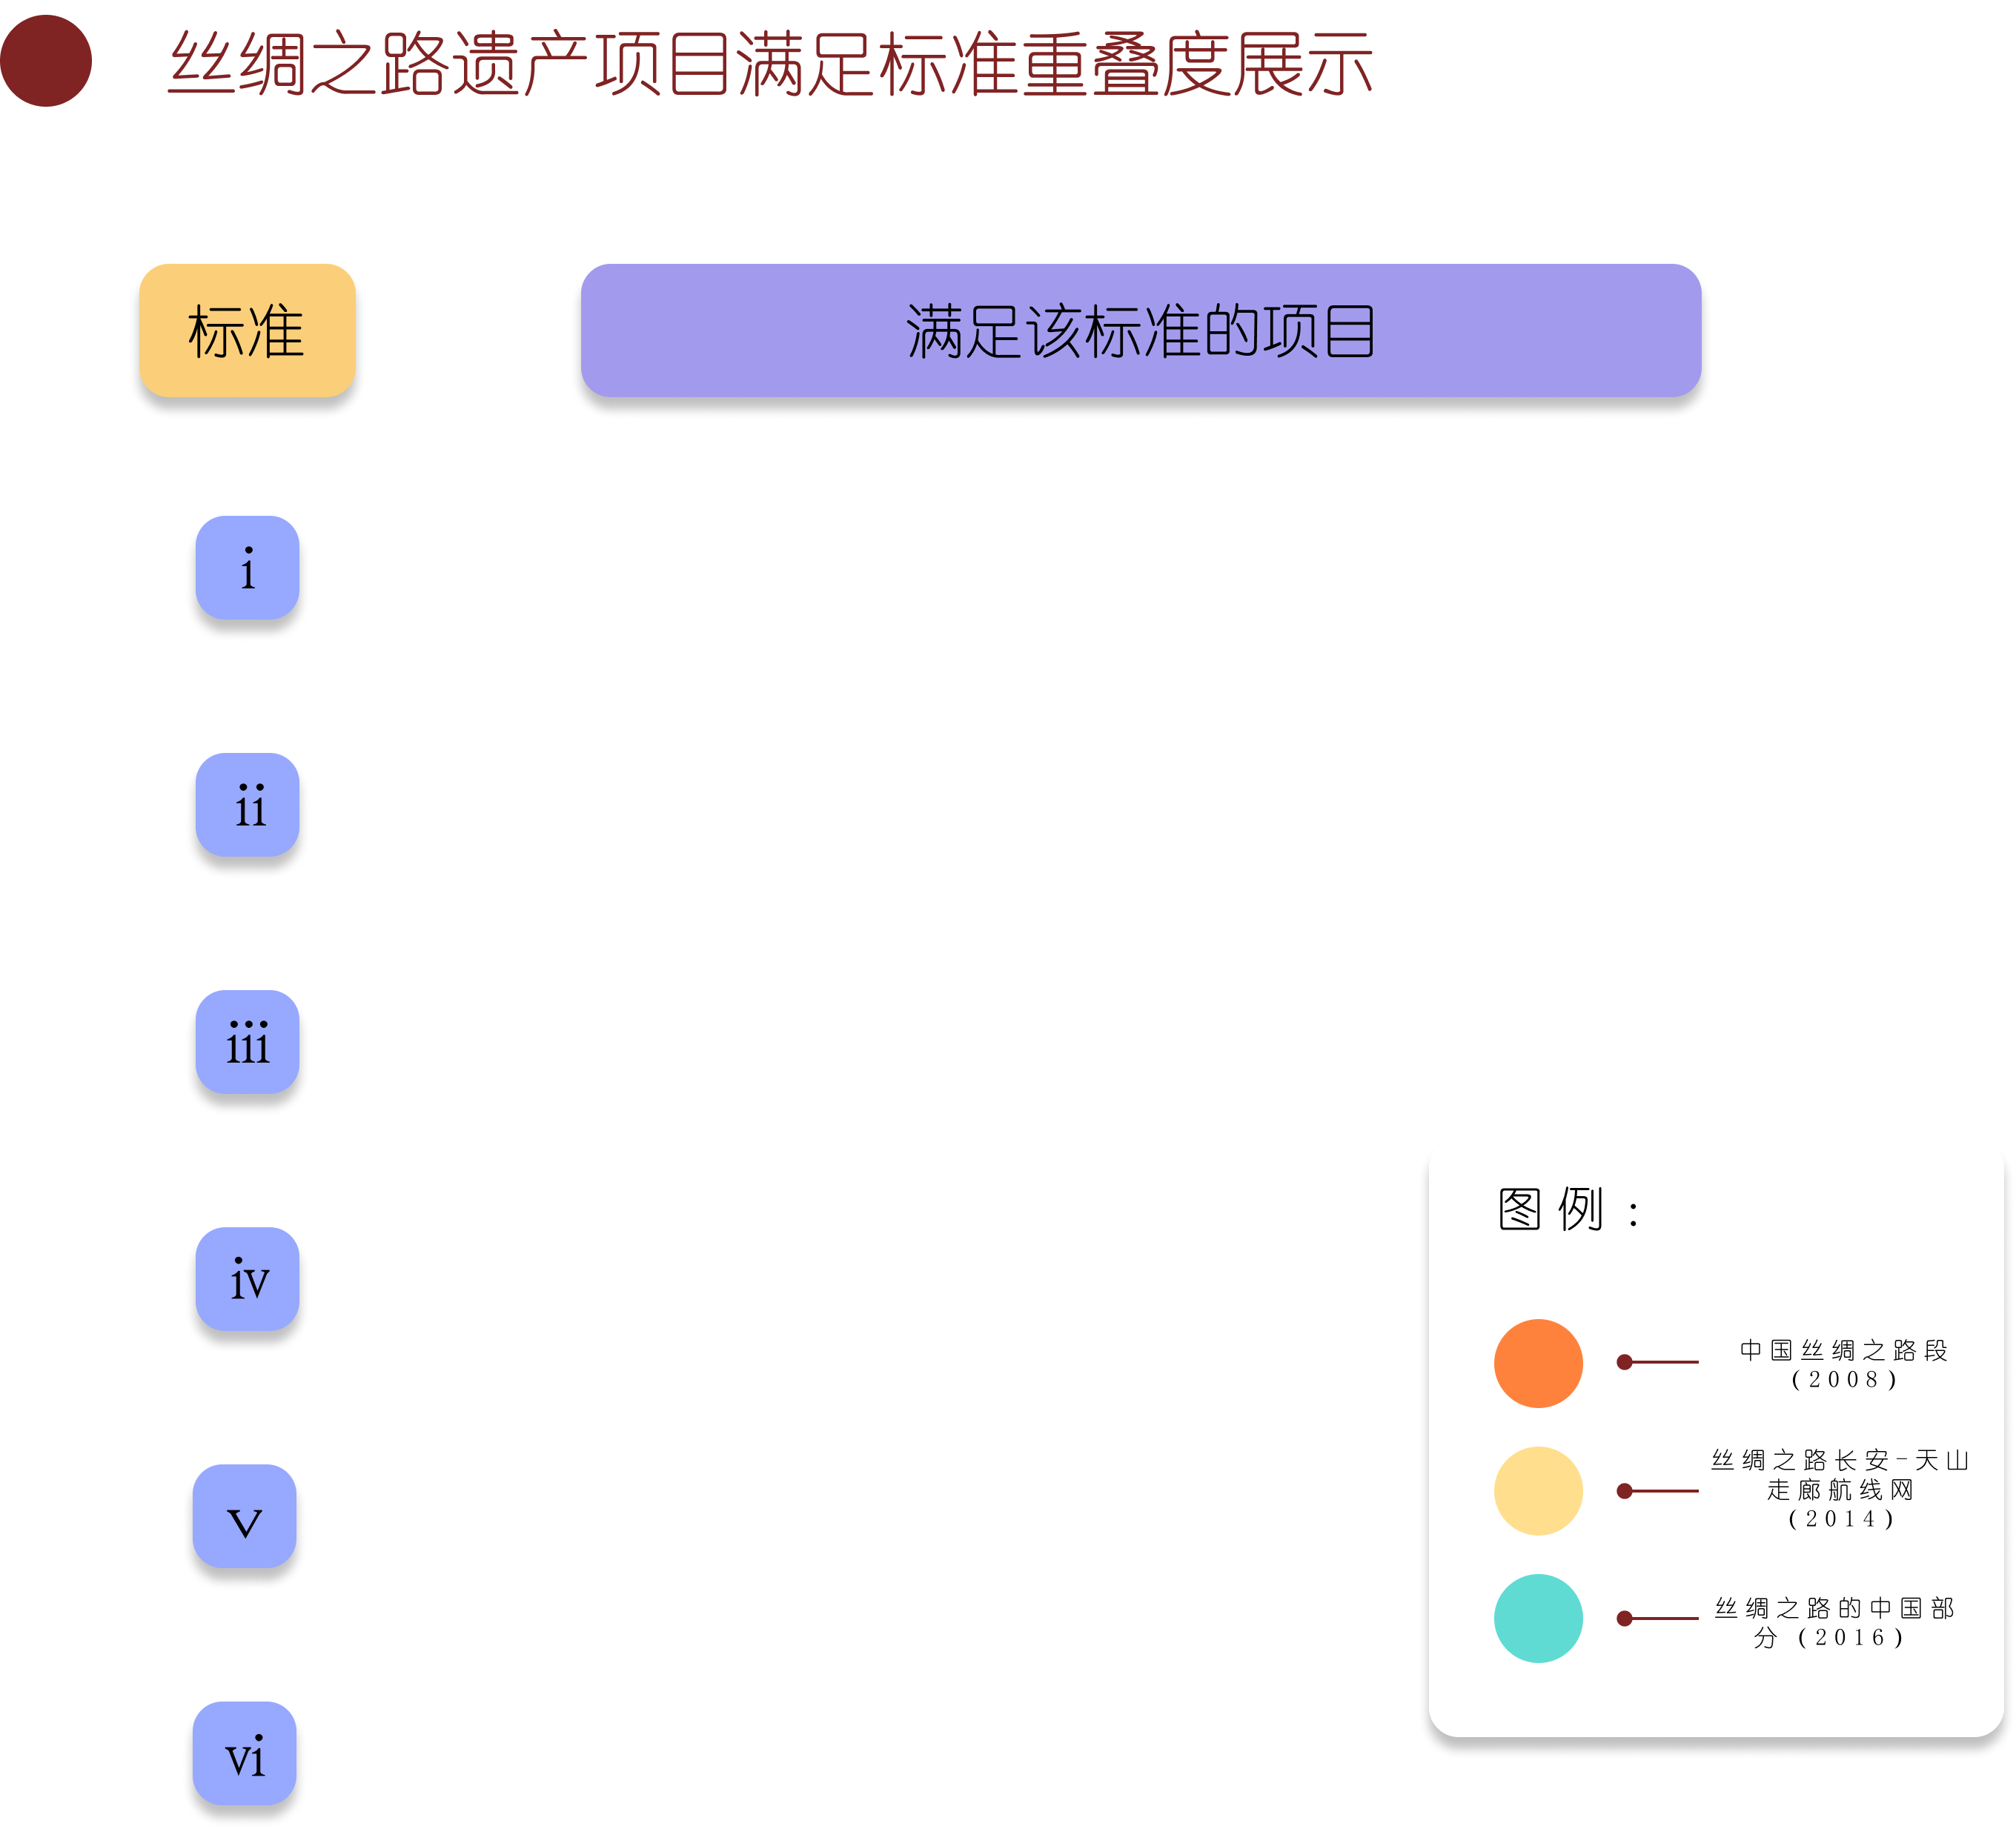 丝绸之路遗产项目满足标准重叠度展示
标准
满足该标准的项目
i
ii
iii
iv
v
vi
图例：
中国丝绸之路段
(2008)
丝绸之路长安-天山
走廊航线网
(2014)
丝绸之路的中国部
分 (2016)